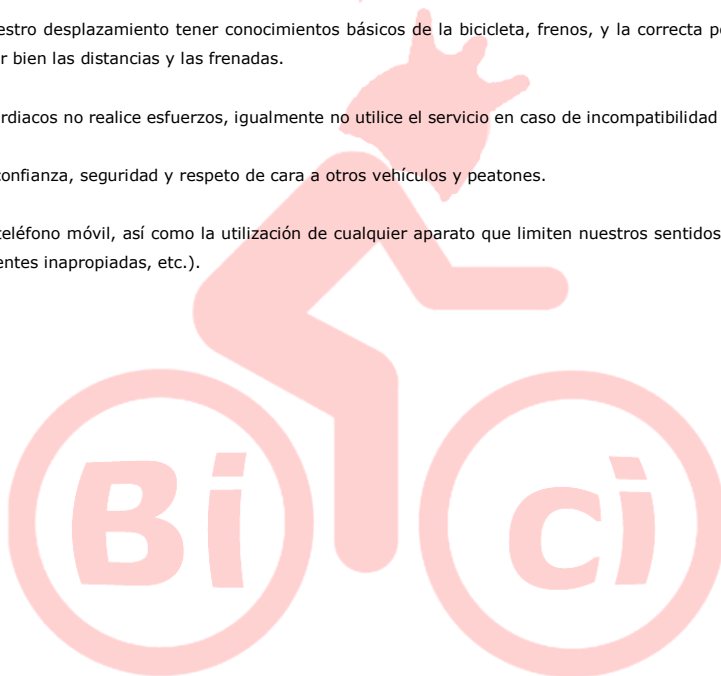 estro desplazamiento tener conocimientos básicos de la bicicleta, frenos, y la correcta p
r bien las distancias y las frenadas.
rdiacos no realice esfuerzos, igualmente no utilice el servicio en caso de incompatibilidad
confianza, seguridad y respeto de cara a otros vehículos y peatones.
teléfono móvil, así como la utilización de cualquier aparato que limiten nuestros sentidos
entes inapropiadas, etc.).
Bi ci